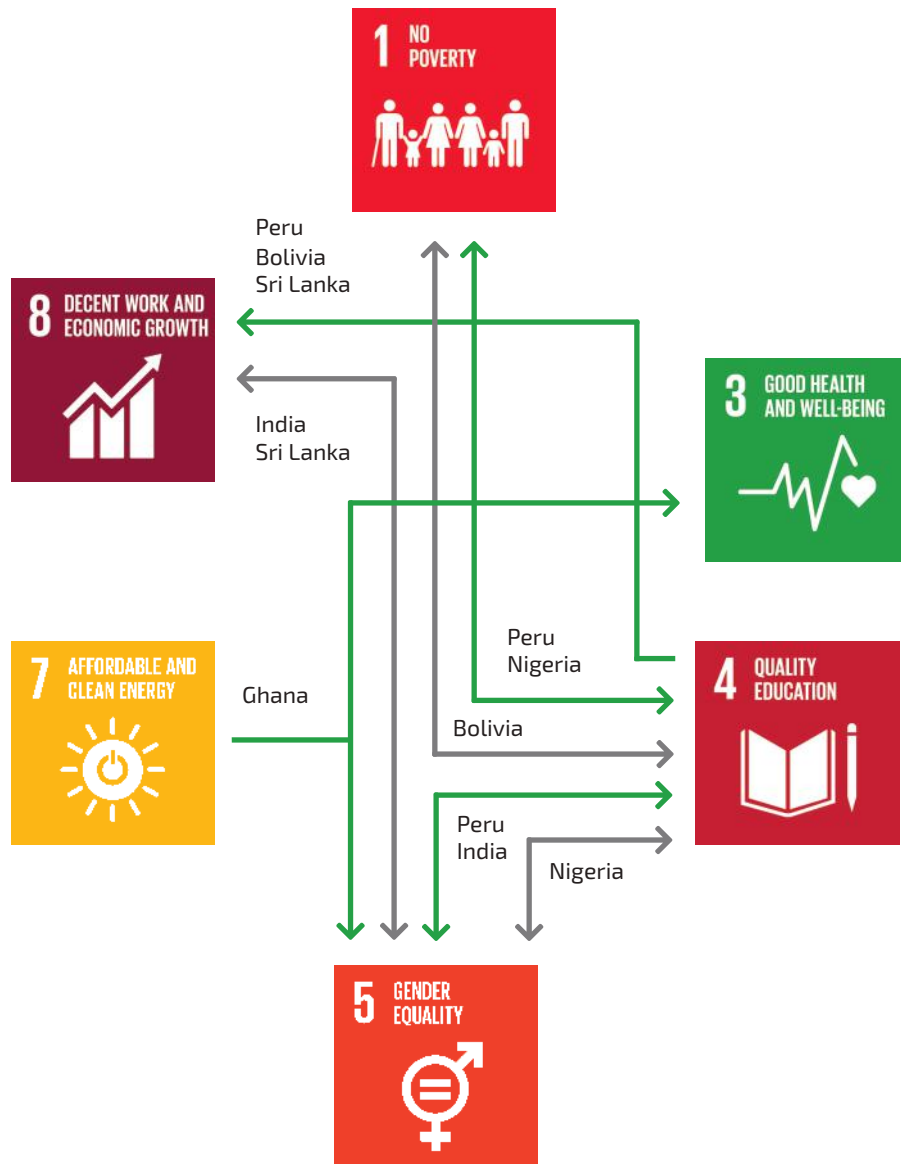 1 NO
POVERTY
Peru
Bolivia
Sri Lanka
8 DECENT WORK AND
ECONOMIC GROWTH
India
Sri Lanka
3 GOOD HEALTH
AND WELL-BEING
7 AFFORDABLE AND
CLEAN ENERGY
Ghana
Peru
Nigeria
Bolivia
4 QUALITY
EDUCATION
Peru
India
Nigeria
5 GENDER
EQUALITY